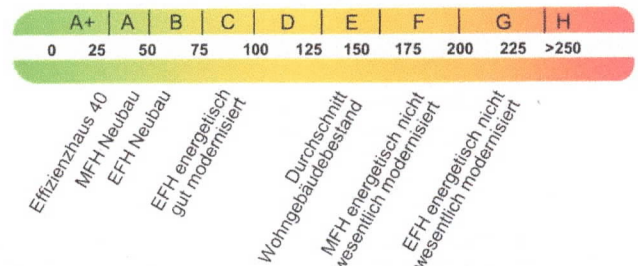 A+ | A | B | C | D | E | F | G | H
0 25 50 75 100 125 150 175 200 225 >250
Effizienzhaus 40
MFH Neubau
EFH Neubau
EFH energetisch
gut modernisiert
Durchschnitt
Wohngebäudebestand
MFH energetisch nicht
wesentlich modernisiert
EFH energetisch nicht
wesentlich modernisiert